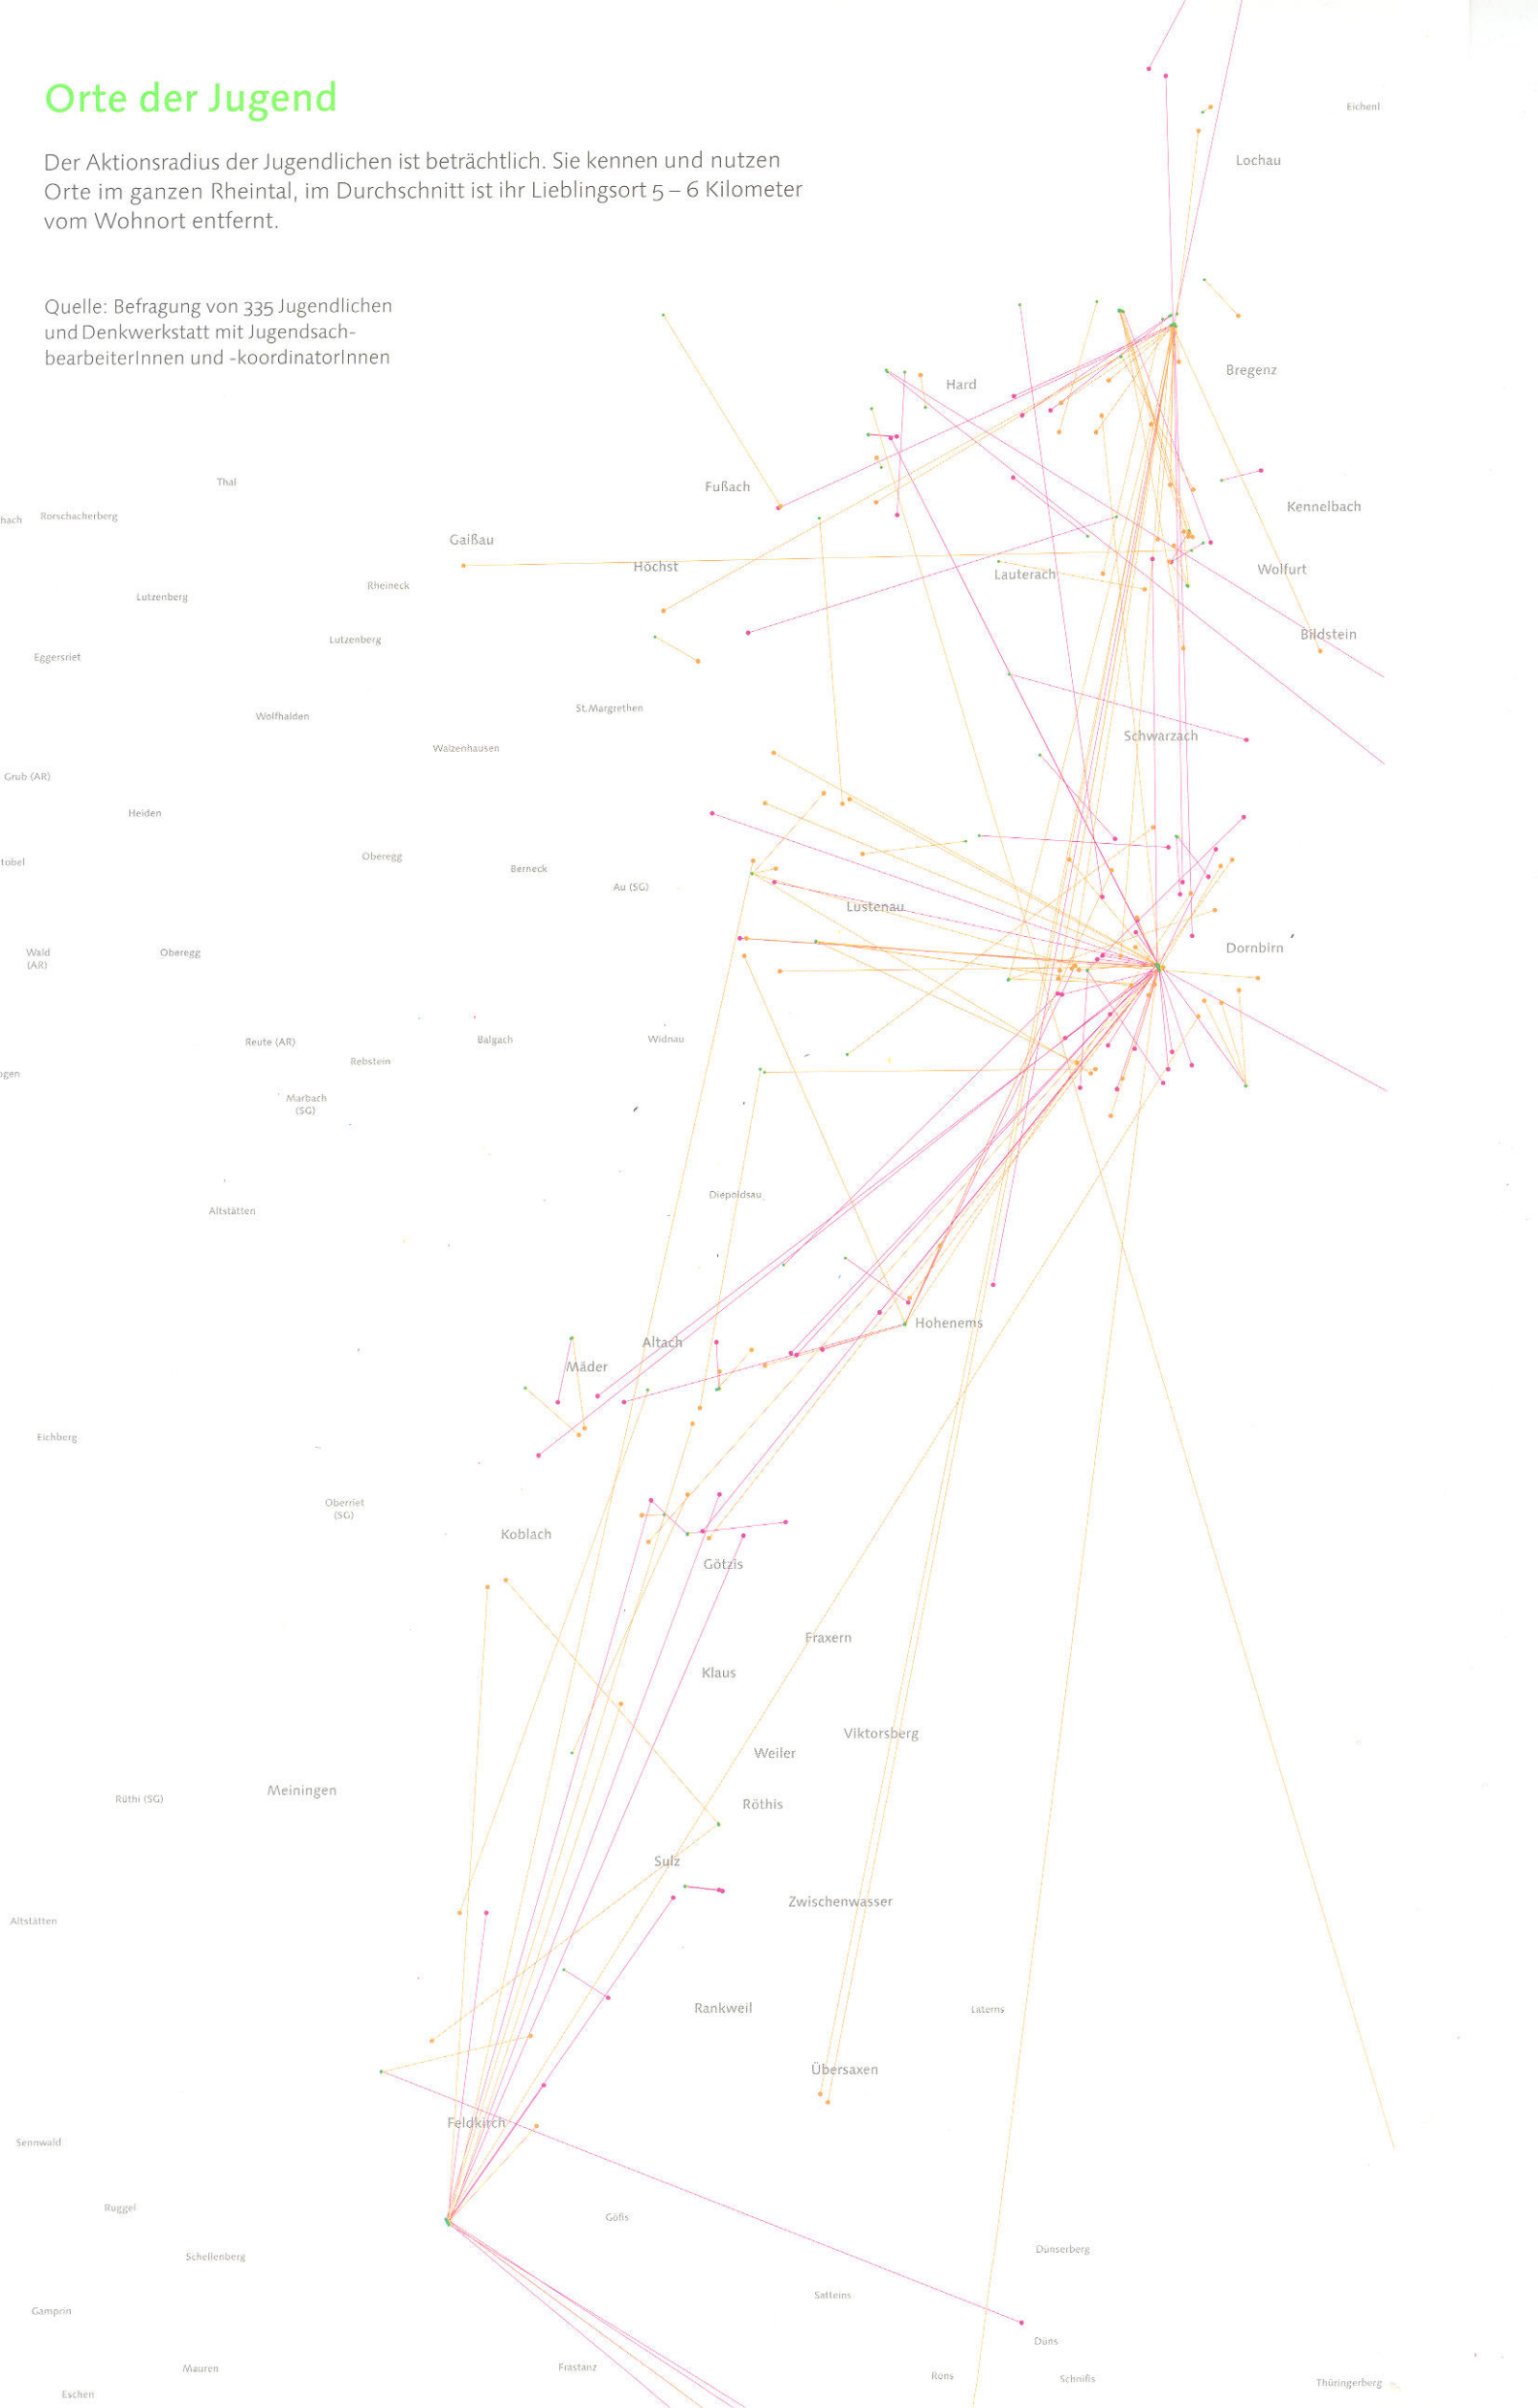 Orte der Jugend
Der Aktionsradius der Jugendlichen ist beträchtlich. Sie kennen und nutzen
Orte im ganzen Rheintal, im Durchschnitt ist ihr Lieblingsort 5 – 6 Kilometer
vom Wohnort entfernt.
Quelle: Befragung von 335 Jugendlichen
und Denkwerkstatt mit Jugendsach-
bearbeiterInnen und -koordinatorInnen
Eichenl
Lochau
Bregenz
Hard
Thal
Fußach
Kennelbach
hach
Rorschacherberg
Gaißau
Höchst
Wolfurt
Lauterach
Rheineck
Lutzenberg
Bildstein
Lutzenberg
Eggersriet
St.Margrethen
Wolfhalden
Schwarzach
Walzenhausen
Grub (AR)
Heiden
Oberegg
tobel
Berneck
Au (SG)
Lustenau
Dornbirn
Wald
(AR)
Oberegg
Reute (AR)
Balgach
Widnau
Rebstein
ogen
Marbach
(SG)
Diepoldsau
Altstätten
Hohenems
Altach
Mäder
Eichberg
Oberriet
(SG)
Koblach
Götzis
Fraxern
Klaus
Viktorsberg
Weiler
Meiningen
Rüthi (SG)
Röthis
Sulz
Zwischenwasser
Altstätten
Rankweil
Laterns
Übersaxen
Feldkirch
Sennwald
Ruggel
Göfis
Dünserberg
Schellenberg
Satteins
Gamprin
Düns
Mauren
Frastanz
Röns
Schnifis
Thüringerberg
Eschen